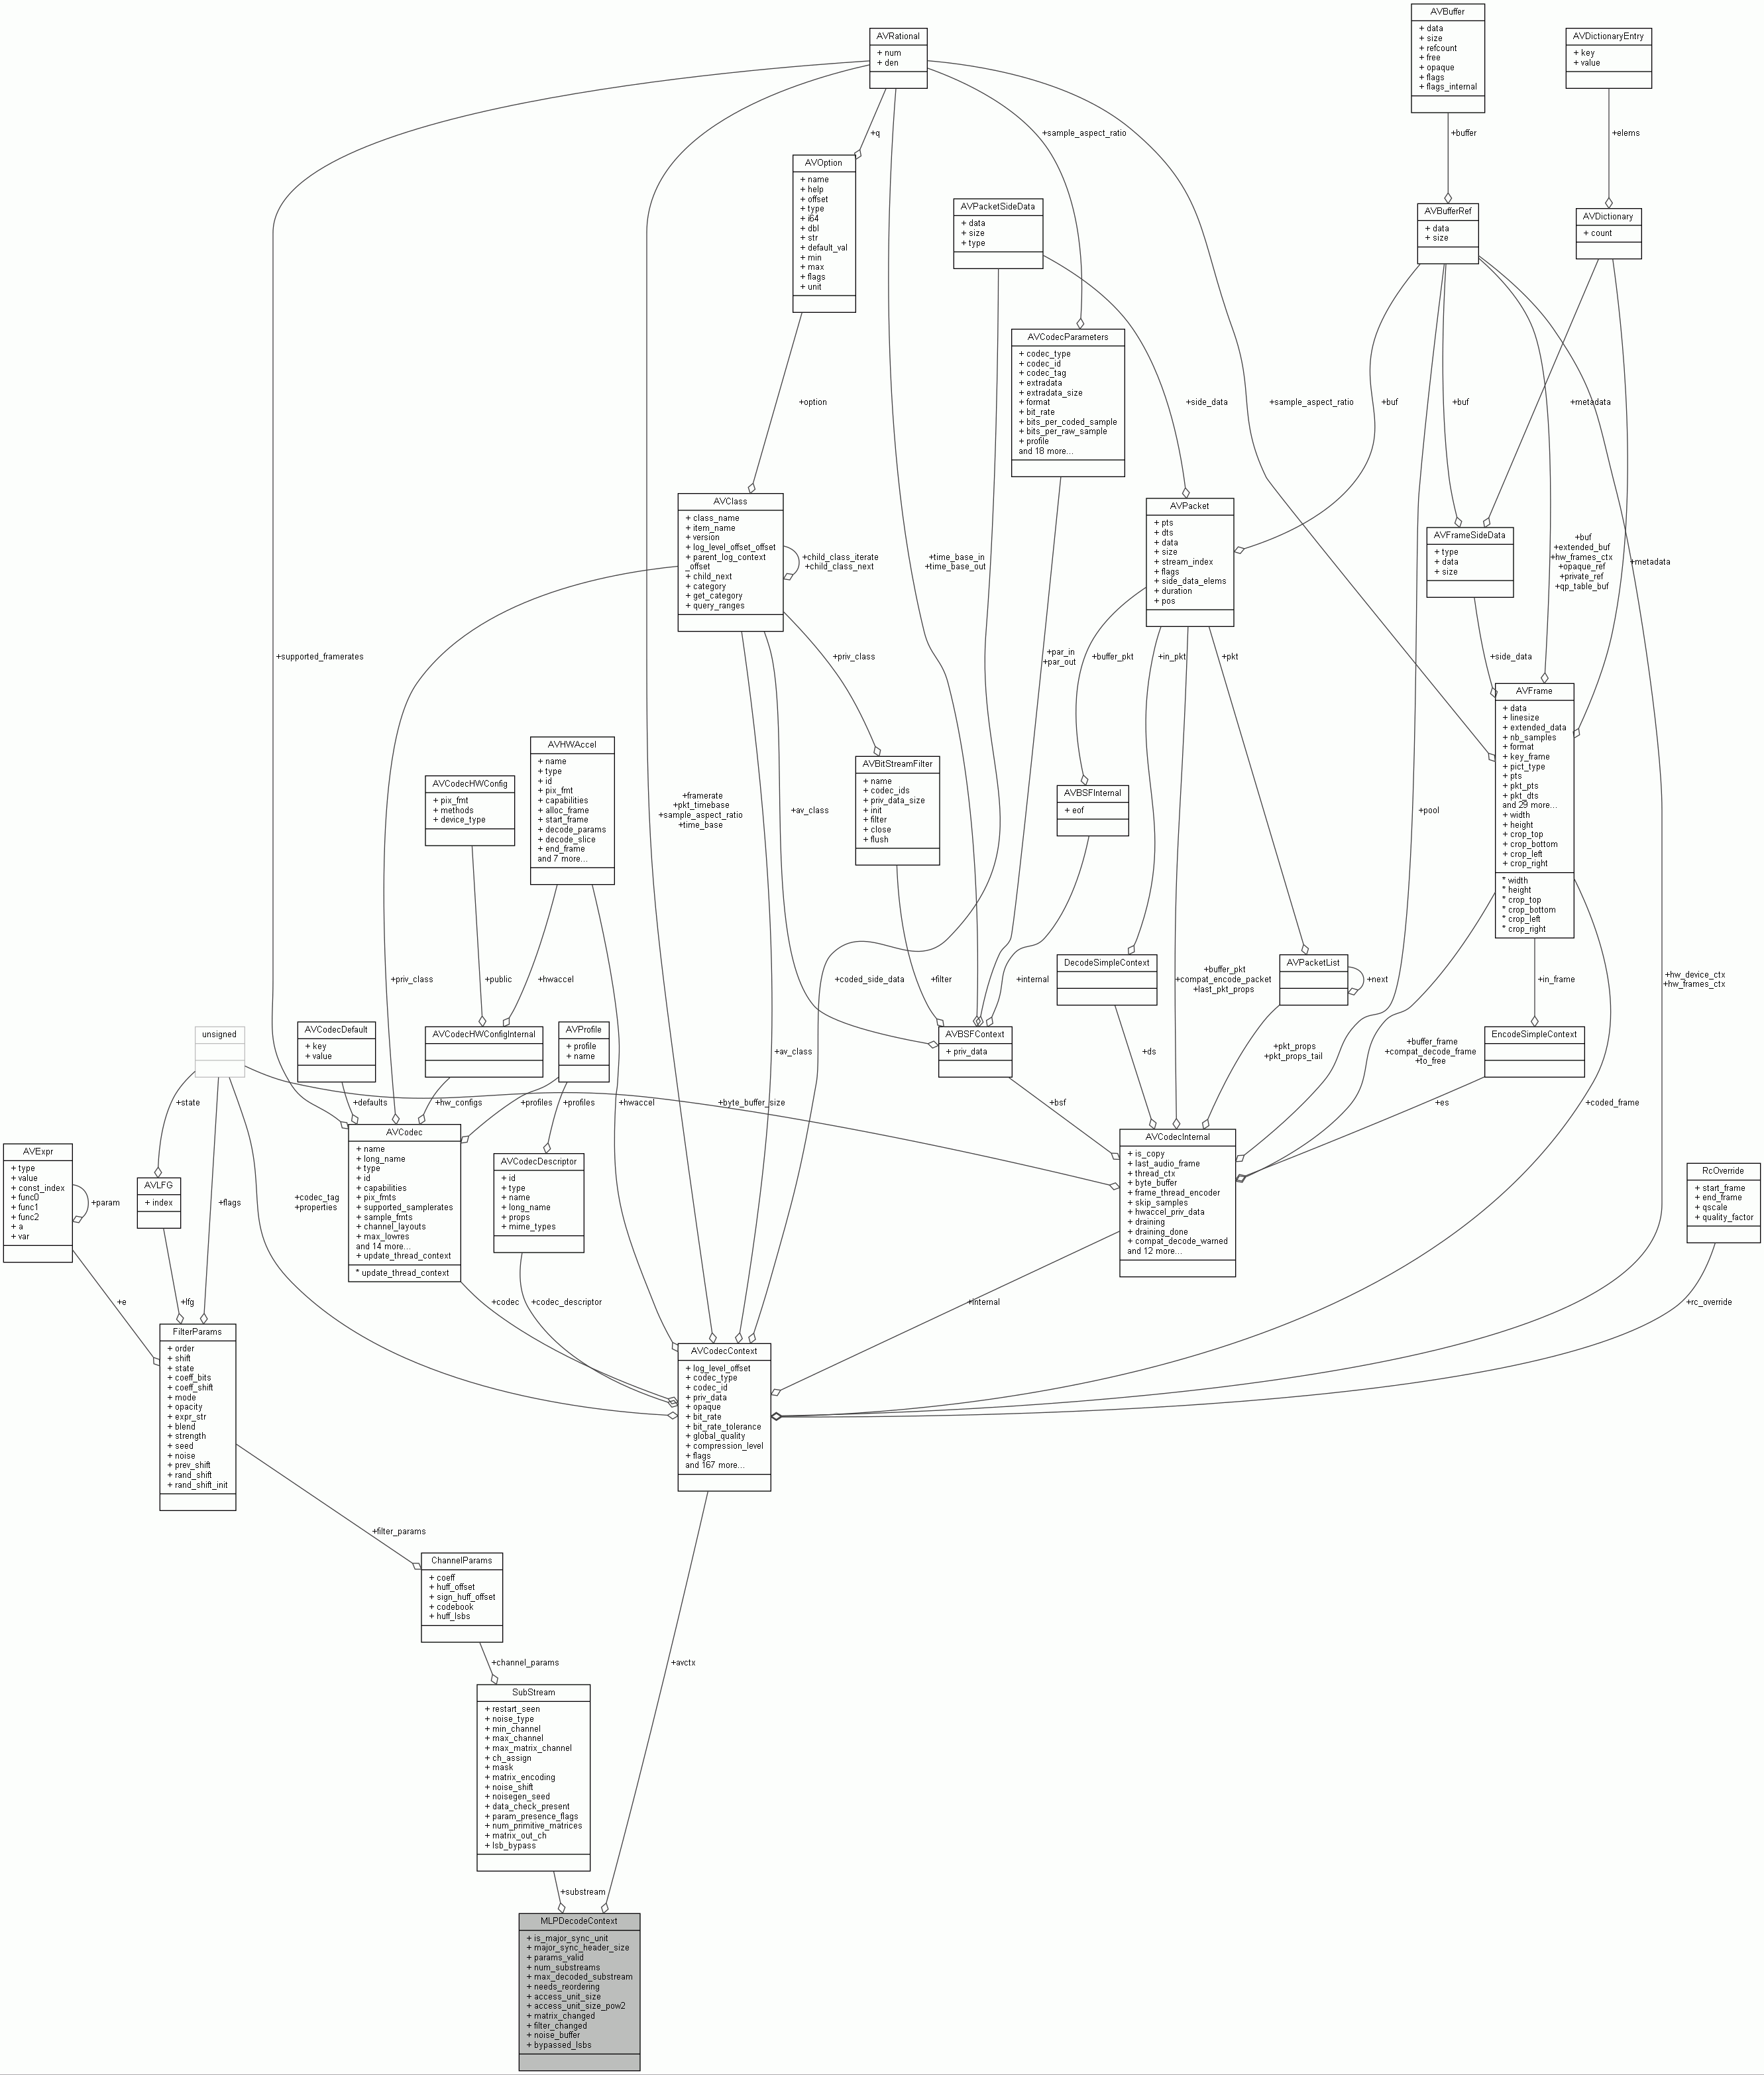 AVBuffer
+ data
+ size
+ refcount
+ free
+ opaque
+ flags
+ flags_internal
AVRational
+ num
+ den
AVDictionaryEntry
+ key
+ value
+q
+sample_aspect_ratio
+buffer
+elems
AVOption
+ name
+ help
+ offset
+ type
+ i64
+ dbl
+ str
+ default_val
+ min
+ max
+ flags
+ unit
AVPacketSideData
+ data
+ size
+ type
AVBufferRef
+ data
+ size
AVDictionary
+ count
AVCodecParameters
+ codec_type
+ codec_id
+ codec_tag
+ extradata
+ extradata_size
+ format
+ bit_rate
+ bits_per_coded_sample
+ bits_per_raw_sample
+ profile
and 18 more...
+option
+side_data
+sample_aspect_ratio
+buf
+buf
+metadata
AVClass
+ class_name
+ item_name
+ version
+ log_level_offset_offset
+ parent_log_context
_offset
+ child_next
+ category
+ get_category
+ query_ranges
+child_class_iterate
+child_class_next
+time_base_in
+time_base_out
AVPacket
+ pts
+ dts
+ data
+ size
+ stream_index
+ flags
+ side_data_elems
+ duration
+ pos
AVFrameSideData
+ type
+ data
+ size
+buf
+extended_buf
+hw_frames_ctx
+opaque_ref
+private_ref
+qp_table_buf
+metadata
+supported_framerates
+priv_class
+par_in
+par_out
+buffer_pkt
+in_pkt
+pkt
+side_data
AVFrame
+ data
+ linesize
+ extended_data
+ nb_samples
+ format
+ key_frame
+ pict_type
+ pts
+ pkt_pts
+ pkt_dts
and 29 more...
+ width
+ height
+ crop_top
+ crop_bottom
+ crop_left
+ crop_right
* width
* height
* crop_top
* crop_bottom
* crop_left
* crop_right
AVHWAccel
+ name
+ type
+ id
+ pix_fmt
+ capabilities
+ alloc_frame
+ start_frame
+ decode_params
+ decode_slice
+ end_frame
and 7 more...
AVCodecHWConfig
+ pix_fmt
+ methods
+ device_type
+framerate
+pkt_timebase
+sample_aspect_ratio
+time_base
+av_class
AVBitStreamFilter
+ name
+ codec_ids
+ priv_data_size
+ init
+ filter
+ close
+ flush
AVBSFInternal
+ eof
+pool
+priv_class
+public
+hwaccel
+coded_side_data
+filter
+internal
DecodeSimpleContext
+buffer_pkt
+compat_encode_packet
+last_pkt_props
AVPacketList
+next
+in_frame
+hw_device_ctx
+hw_frames_ctx
unsigned
AVCodecDefault
+ key
+ value
AVCodecHWConfigInternal
AVProfile
+ profile
+ name
+av_class
AVBSFContext
+ priv_data
+ds
+pkt_props
+pkt_props_tail
+buffer_frame
+compat_decode_frame
+to_free
EncodeSimpleContext
+state
+defaults
+hw_configs
+profiles
+profiles
+hwaccel
+byte_buffer_size
+bsf
+es
+coded_frame
AVExpr
+ type
+ value
+ const_index
+ func0
+ func1
+ func2
+ a
+ var
+param
AVLFG
+ index
+flags
+codec_tag
+properties
AVCodec
+ name
+ long_name
+ type
+ id
+ capabilities
+ pix_fmts
+ supported_samplerates
+ sample_fmts
+ channel_layouts
+ max_lowres
and 14 more...
+ update_thread_context
* update_thread_context
AVCodecDescriptor
+ id
+ type
+ name
+ long_name
+ props
+ mime_types
AVCodecInternal
+ is_copy
+ last_audio_frame
+ thread_ctx
+ byte_buffer
+ frame_thread_encoder
+ skip_samples
+ hwaccel_priv_data
+ draining
+ draining_done
+ compat_decode_warned
and 12 more...
RcOverride
+ start_frame
+ end_frame
+ qscale
+ quality_factor
+e
+lfg
+codec
+codec_descriptor
+internal
+rc_override
FilterParams
+ order
+ shift
+ state
+ coeff_bits
+ coeff_shift
+ mode
+ opacity
+ expr_str
+ blend
+ strength
+ seed
+ noise
+ prev_shift
+ rand_shift
+ rand_shift_init
AVCodecContext
+ log_level_offset
+ codec_type
+ codec_id
+ priv_data
+ opaque
+ bit_rate
+ bit_rate_tolerance
+ global_quality
+ compression_level
+ flags
and 167 more...
+filter_params
ChannelParams
+ coeff
+ huff_offset
+ sign_huff_offset
+ codebook
+ huff_lsbs
+channel_params
+avctx
SubStream
+ restart_seen
+ noise_type
+ min_channel
+ max_channel
+ max_matrix_channel
+ ch_assign
+ mask
+ matrix_encoding
+ noise_shift
+ noisegen_seed
+ data_check_present
+ param_presence_flags
+ num_primitive_matrices
+ matrix_out_ch
+ lsb_bypass
+substream
MLPDecodeContext
+ is_major_sync_unit
+ major_sync_header_size
+ params_valid
+ num_substreams
+ max_decoded_substream
+ needs_reordering
+ access_unit_size
+ access_unit_size_pow2
+ matrix_changed
+ filter_changed
+ noise_buffer
+ bypassed_lsbs